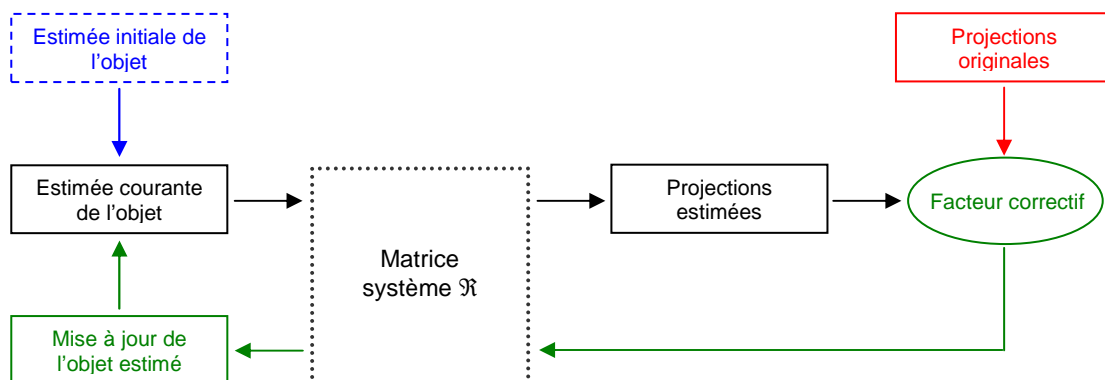 Estimée initiale de
l’objet
Projections
originales
Estimée courante
de l’objet
Matrice
système ℜ
Projections
estimées
Facteur correctif
Mise à jour de
l’objet estimé